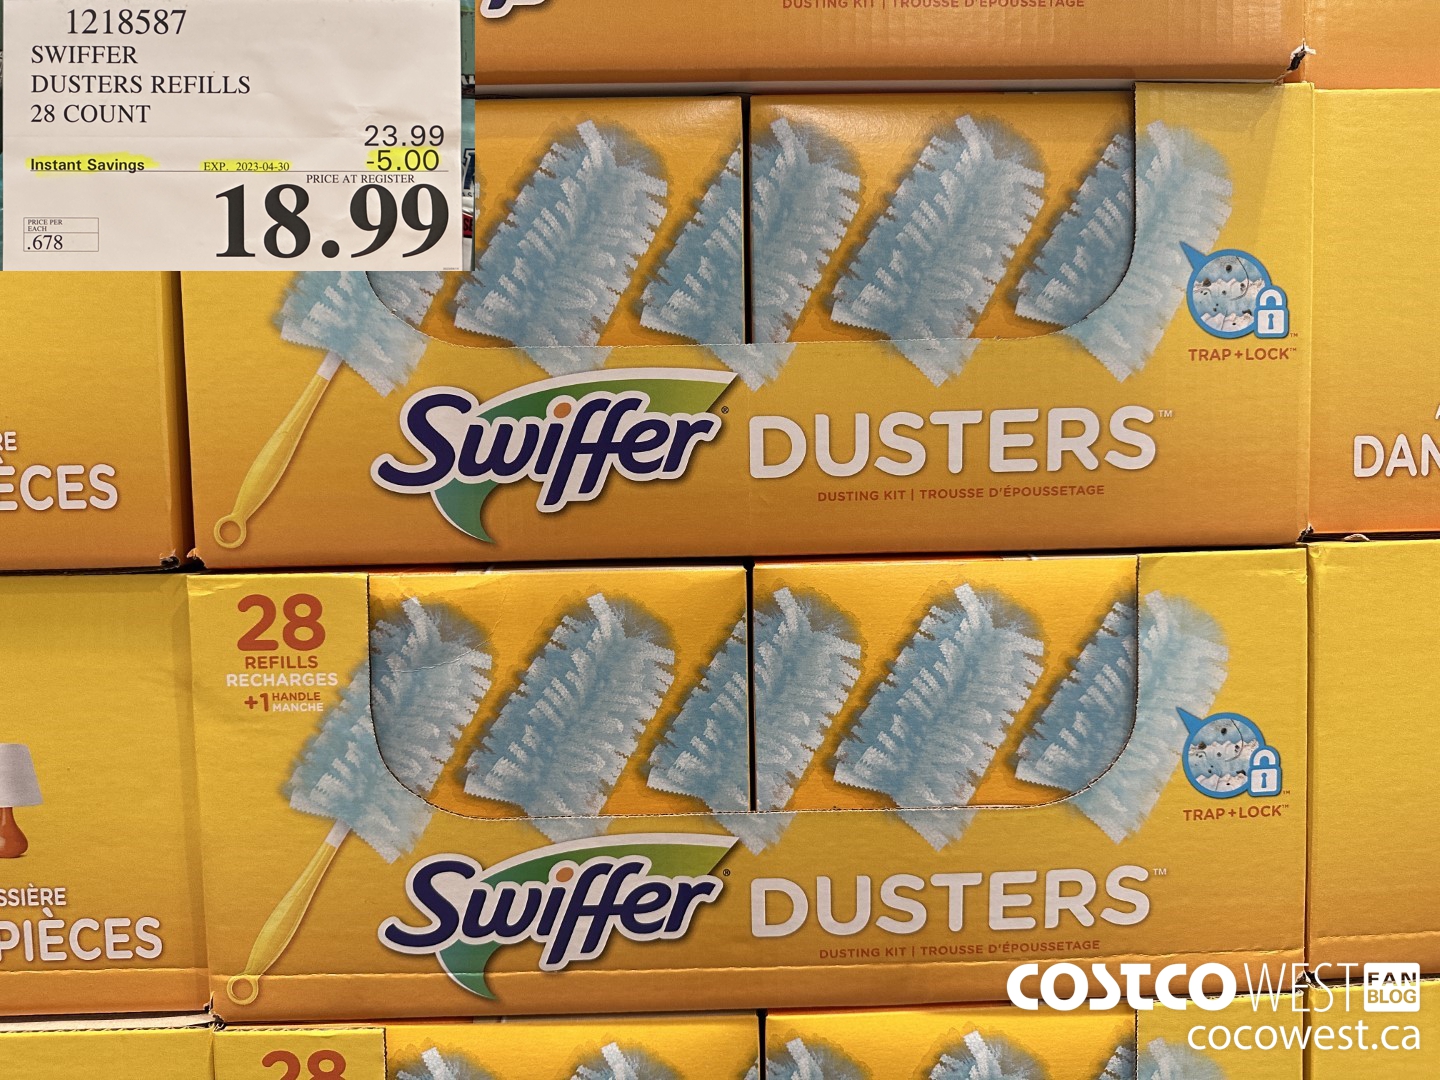 1218587
SWIFFER
DUSTERS REFILLS
28 COUNT
23.99
Instant Savings EXP. 2023-04-30 -5.00
PRICE AT REGISTER
18.99
PRICE PER
EACH
.678
DUSTING KIT | TROUSSE D'ÉPOUSSETAGE
TRAP+LOCK™
Swiffer® DUSTERS™
DUSTING KIT | TROUSSE D'ÉPOUSSETAGE
ÈCES
DAN
28
REFILLS
RECHARGES
+1 HANDLE
MANCHE
TRAP+LOCK™
Swiffer® DUSTERS™
DUSTING KIT | TROUSSE D'ÉPOUSSETAGE
SSIÈRE
PIÈCES
28
COSTCO WEST FAN BLOG
cocowest.ca